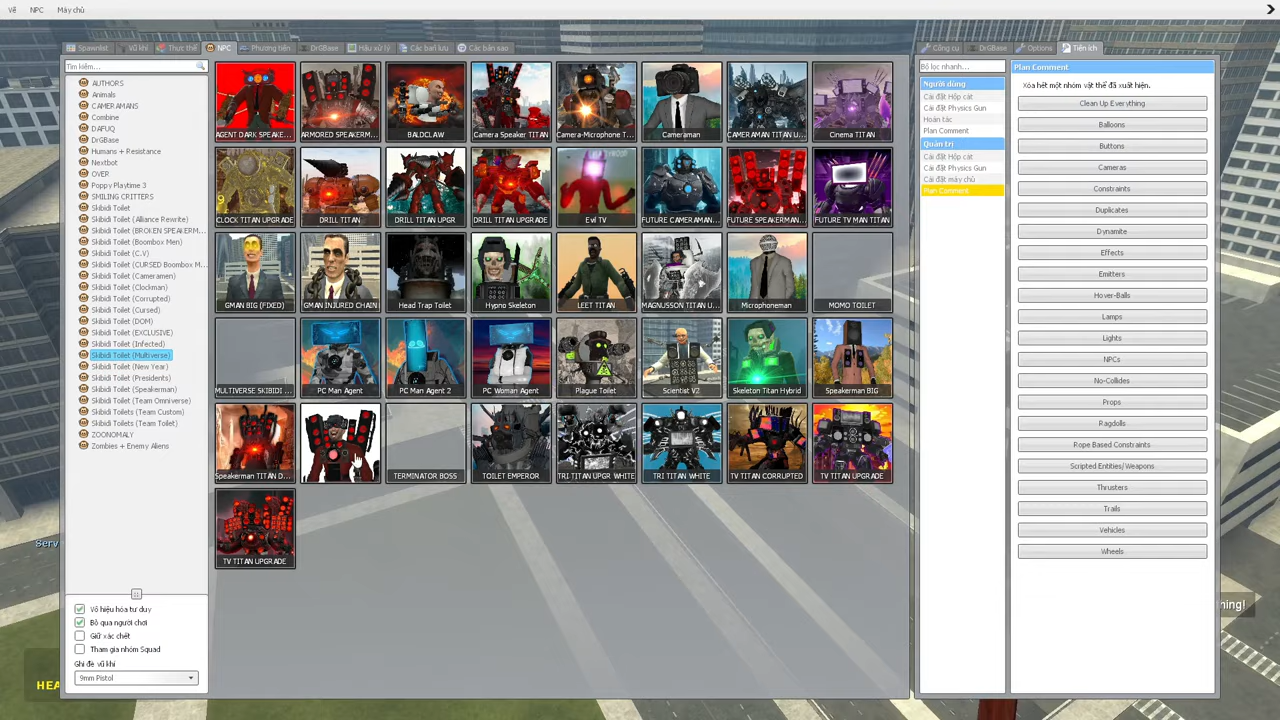 Vẽ NPC Máy chủ
Spawnlist Vũ khí Thực thể NPC Phương tiện DrGBase Hậu xử lý Các bản lưu Các bản sao
Tìm kiếm...
AUTHORS
Animals
CAMERAMANS
Combine
DAFUQ
DrGBase
Humans + Resistance
Nextbot
OVER
Poppy Playtime 3
SMILING CRITTERS
Skibidi Toilet
Skibidi Toilet (Alliance Rewrite)
Skibidi Toilet (BROKEN SPEAKERM...
Skibidi Toilet (Boombox Men)
Skibidi Toilet (C.V)
Skibidi Toilet (CURSED Boombox M...
Skibidi Toilet (Cameramen)
Skibidi Toilet (Clockman)
Skibidi Toilet (Corrupted)
Skibidi Toilet (Cursed)
Skibidi Toilet (DOM)
Skibidi Toilet (EXCLUSIVE)
Skibidi Toilet (Infected)
Skibidi Toilet (Multiverse)
Skibidi Toilet (New Year)
Skibidi Toilet (Presidents)
Skibidi Toilet (Speakerman)
Skibidi Toilet (Team Omniverse)
Skibidi Toilets (Team Custom)
Skibidi Toilets (Team Toilet)
ZOONOMALY
Zombies + Enemy Aliens
Vô hiệu hóa tư duy
Bỏ qua người chơi
Giữ xác chết
Tham gia nhóm Squad
Ghi đè vũ khí
9mm Pistol
AGENT DARK SPEAKE... ARMORED SPEAKERM... BALDCLAW Camera Speaker TITAN Camera-Microphone T... Cameraman CAMERAMAN TITAN U... Cinema TITAN
CLOCK TITAN UPGRADE DRILL TITAN DRILL TITAN UPGR DRILL TITAN UPGRADE Evil TV FUTURE CAMERAMAN... FUTURE SPEAKERMAN... FUTURE TV MAN TITAN
GMAN BIG (FIXED) GMAN INJURED CHAIN Head Trap Toilet Hypno Skeleton LEET TITAN MAGNUSSON TITAN U... Microphoneman MOMO TOILET
MULTIVERSE SKIBIDI ... PC Man Agent PC Man Agent 2 PC Woman Agent Plague Toilet Scientist V2 Skeleton Titan Hybrid Speakerman BIG
Speakerman TITAN D... TERMINATOR BOSS TOILET EMPEROR TRI TITAN UPGR WHITE TRI TITAN WHITE TV TITAN CORRUPTED TV TITAN UPGRADE
TV TITAN UPGRADE
Công cụ DrGBase Options Tiện ích
Bộ lọc nhanh...
Người dùng
Cài đặt Hộp cát
Cài đặt Physics Gun
Hoàn tác
Plan Comment
Quản trị
Cài đặt Hộp cát
Cài đặt Physics Gun
Cài đặt máy chủ
Plan Comment
Plan Comment
Xóa hết một nhóm vật thể đã xuất hiện.
Clean Up Everything
Balloons
Buttons
Cameras
Constraints
Duplicates
Dynamite
Effects
Emitters
Hover-Balls
Lamps
Lights
NPCs
No-Collides
Props
Ragdolls
Rope Based Constraints
Scripted Entities/Weapons
Thrusters
Trails
Vehicles
Wheels
Serv
hing!
HEA